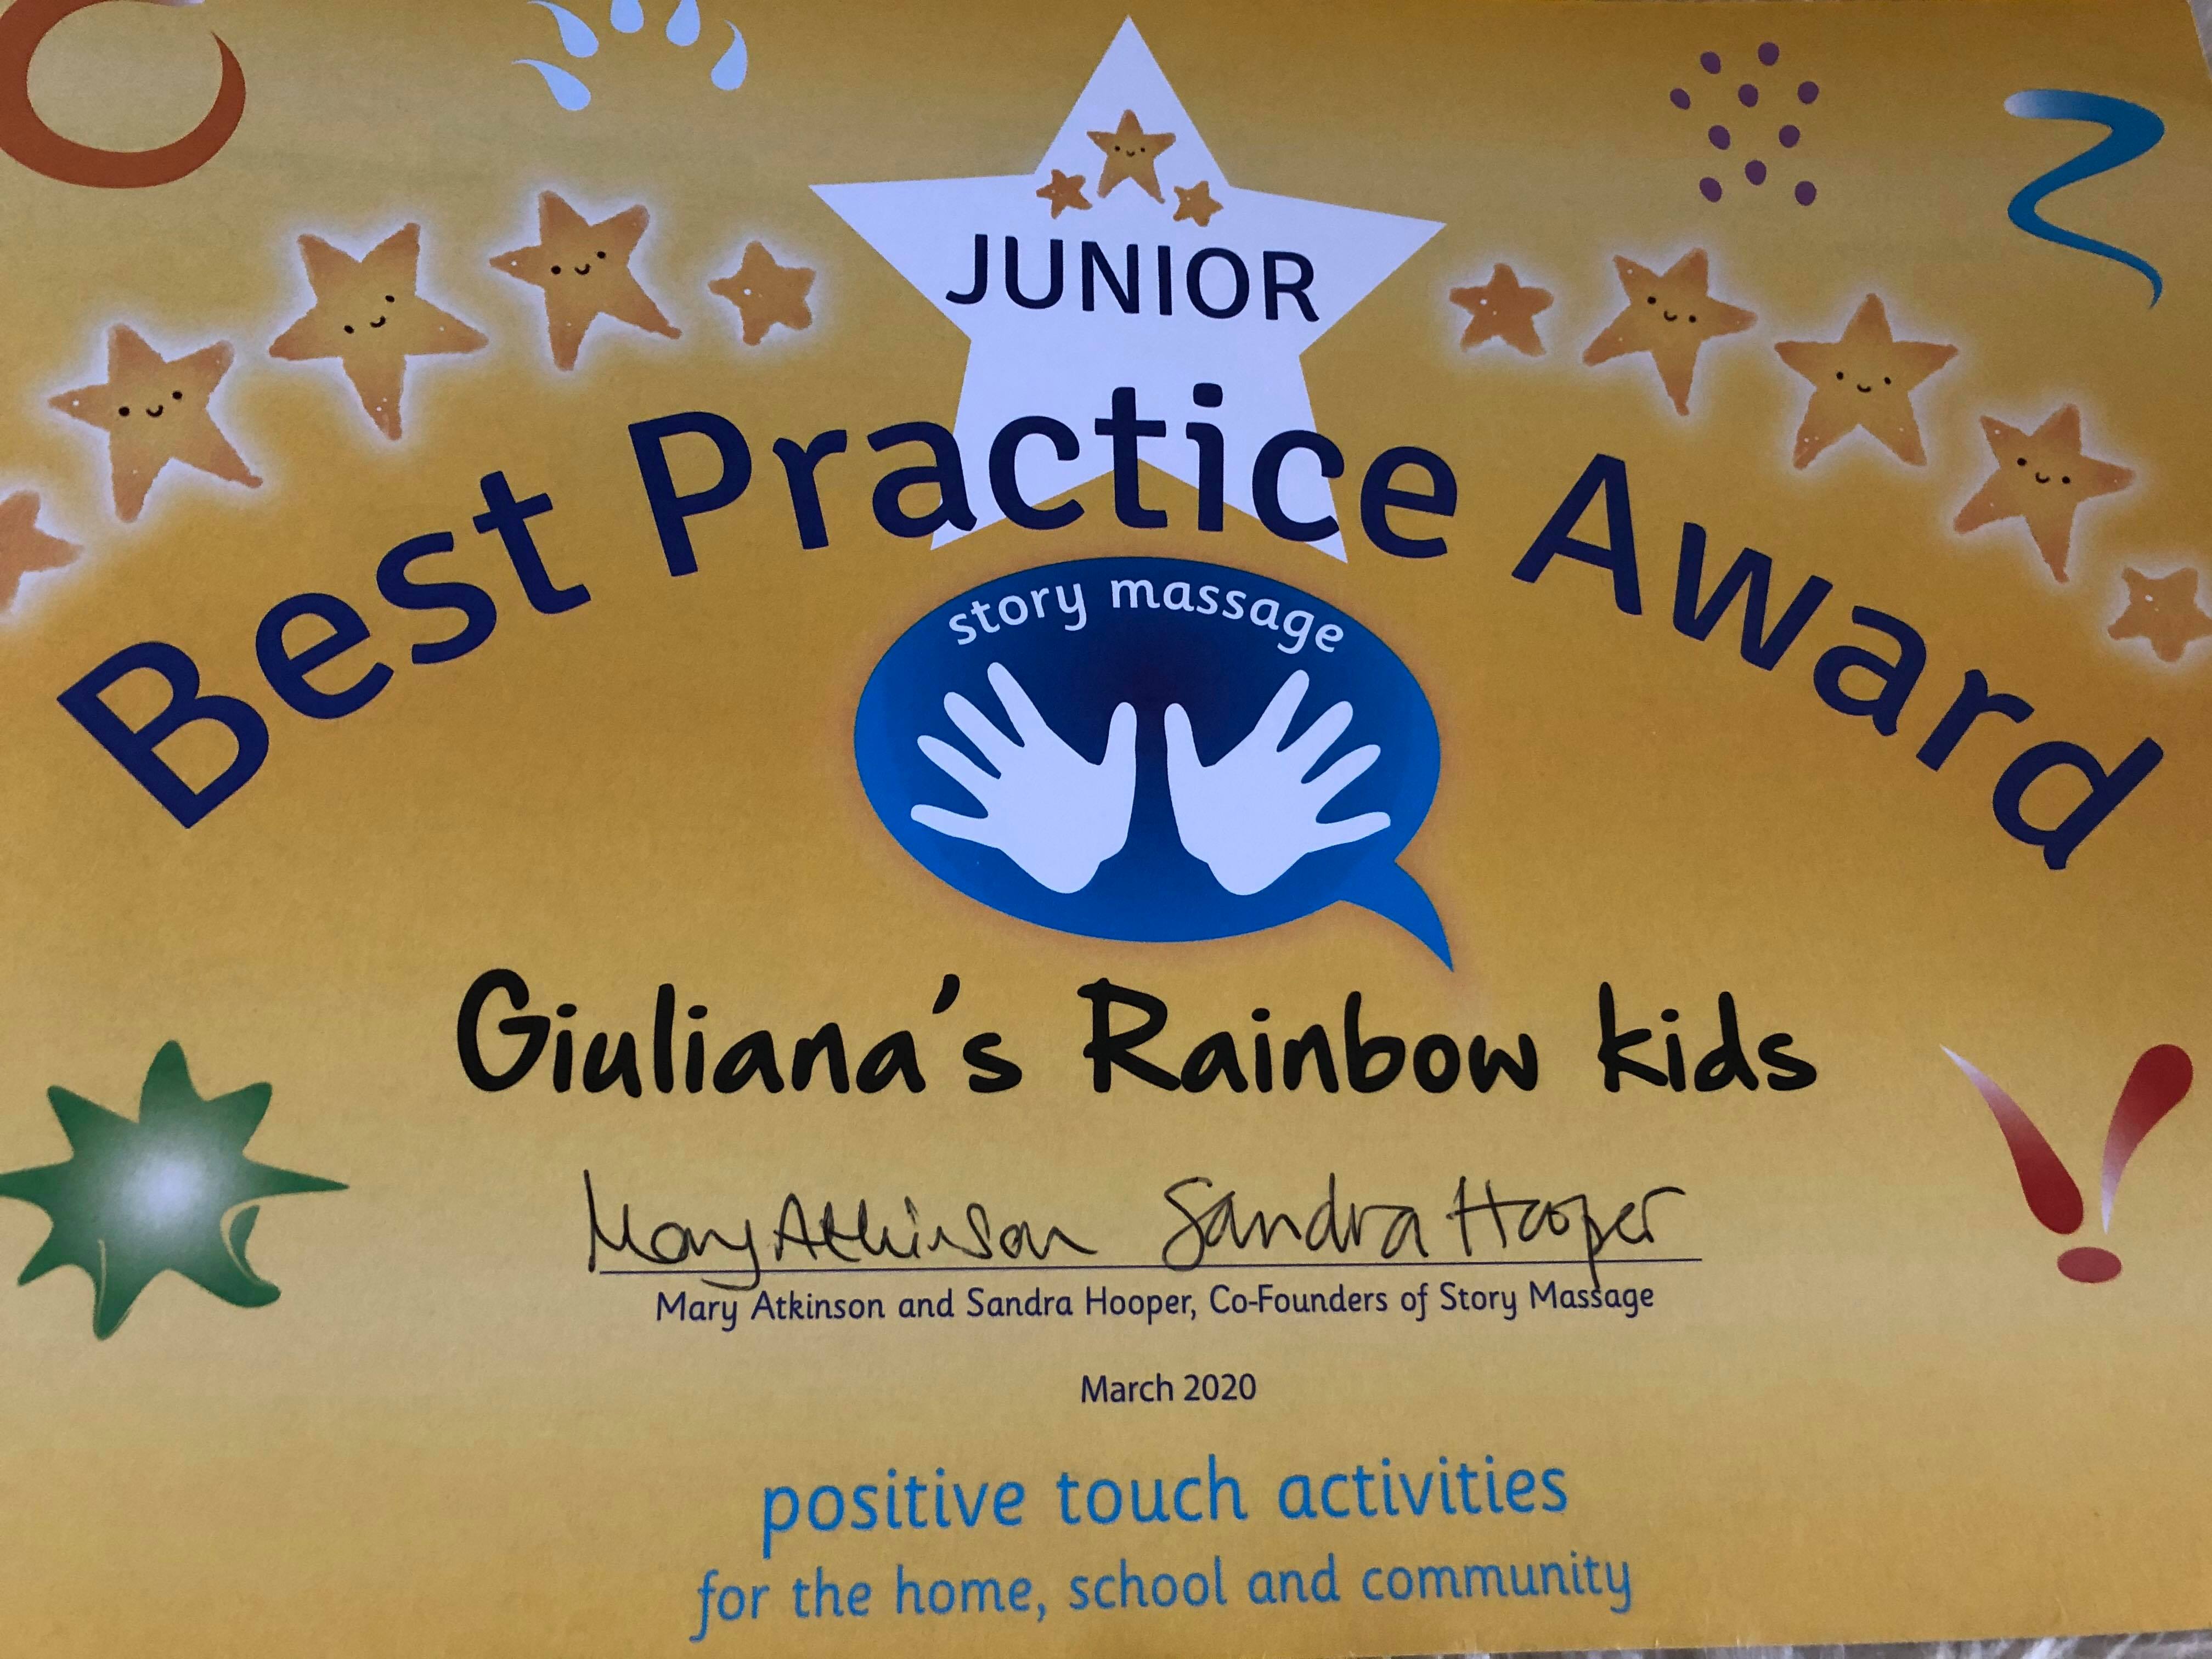 JUNIOR
Best Practice Award
story massage
Giuliana's Rainbow kids
Mary Atkinson Sandra Hooper
Mary Atkinson and Sandra Hooper, Co-Founders of Story Massage
March 2020
positive touch activities
for the home, school and community